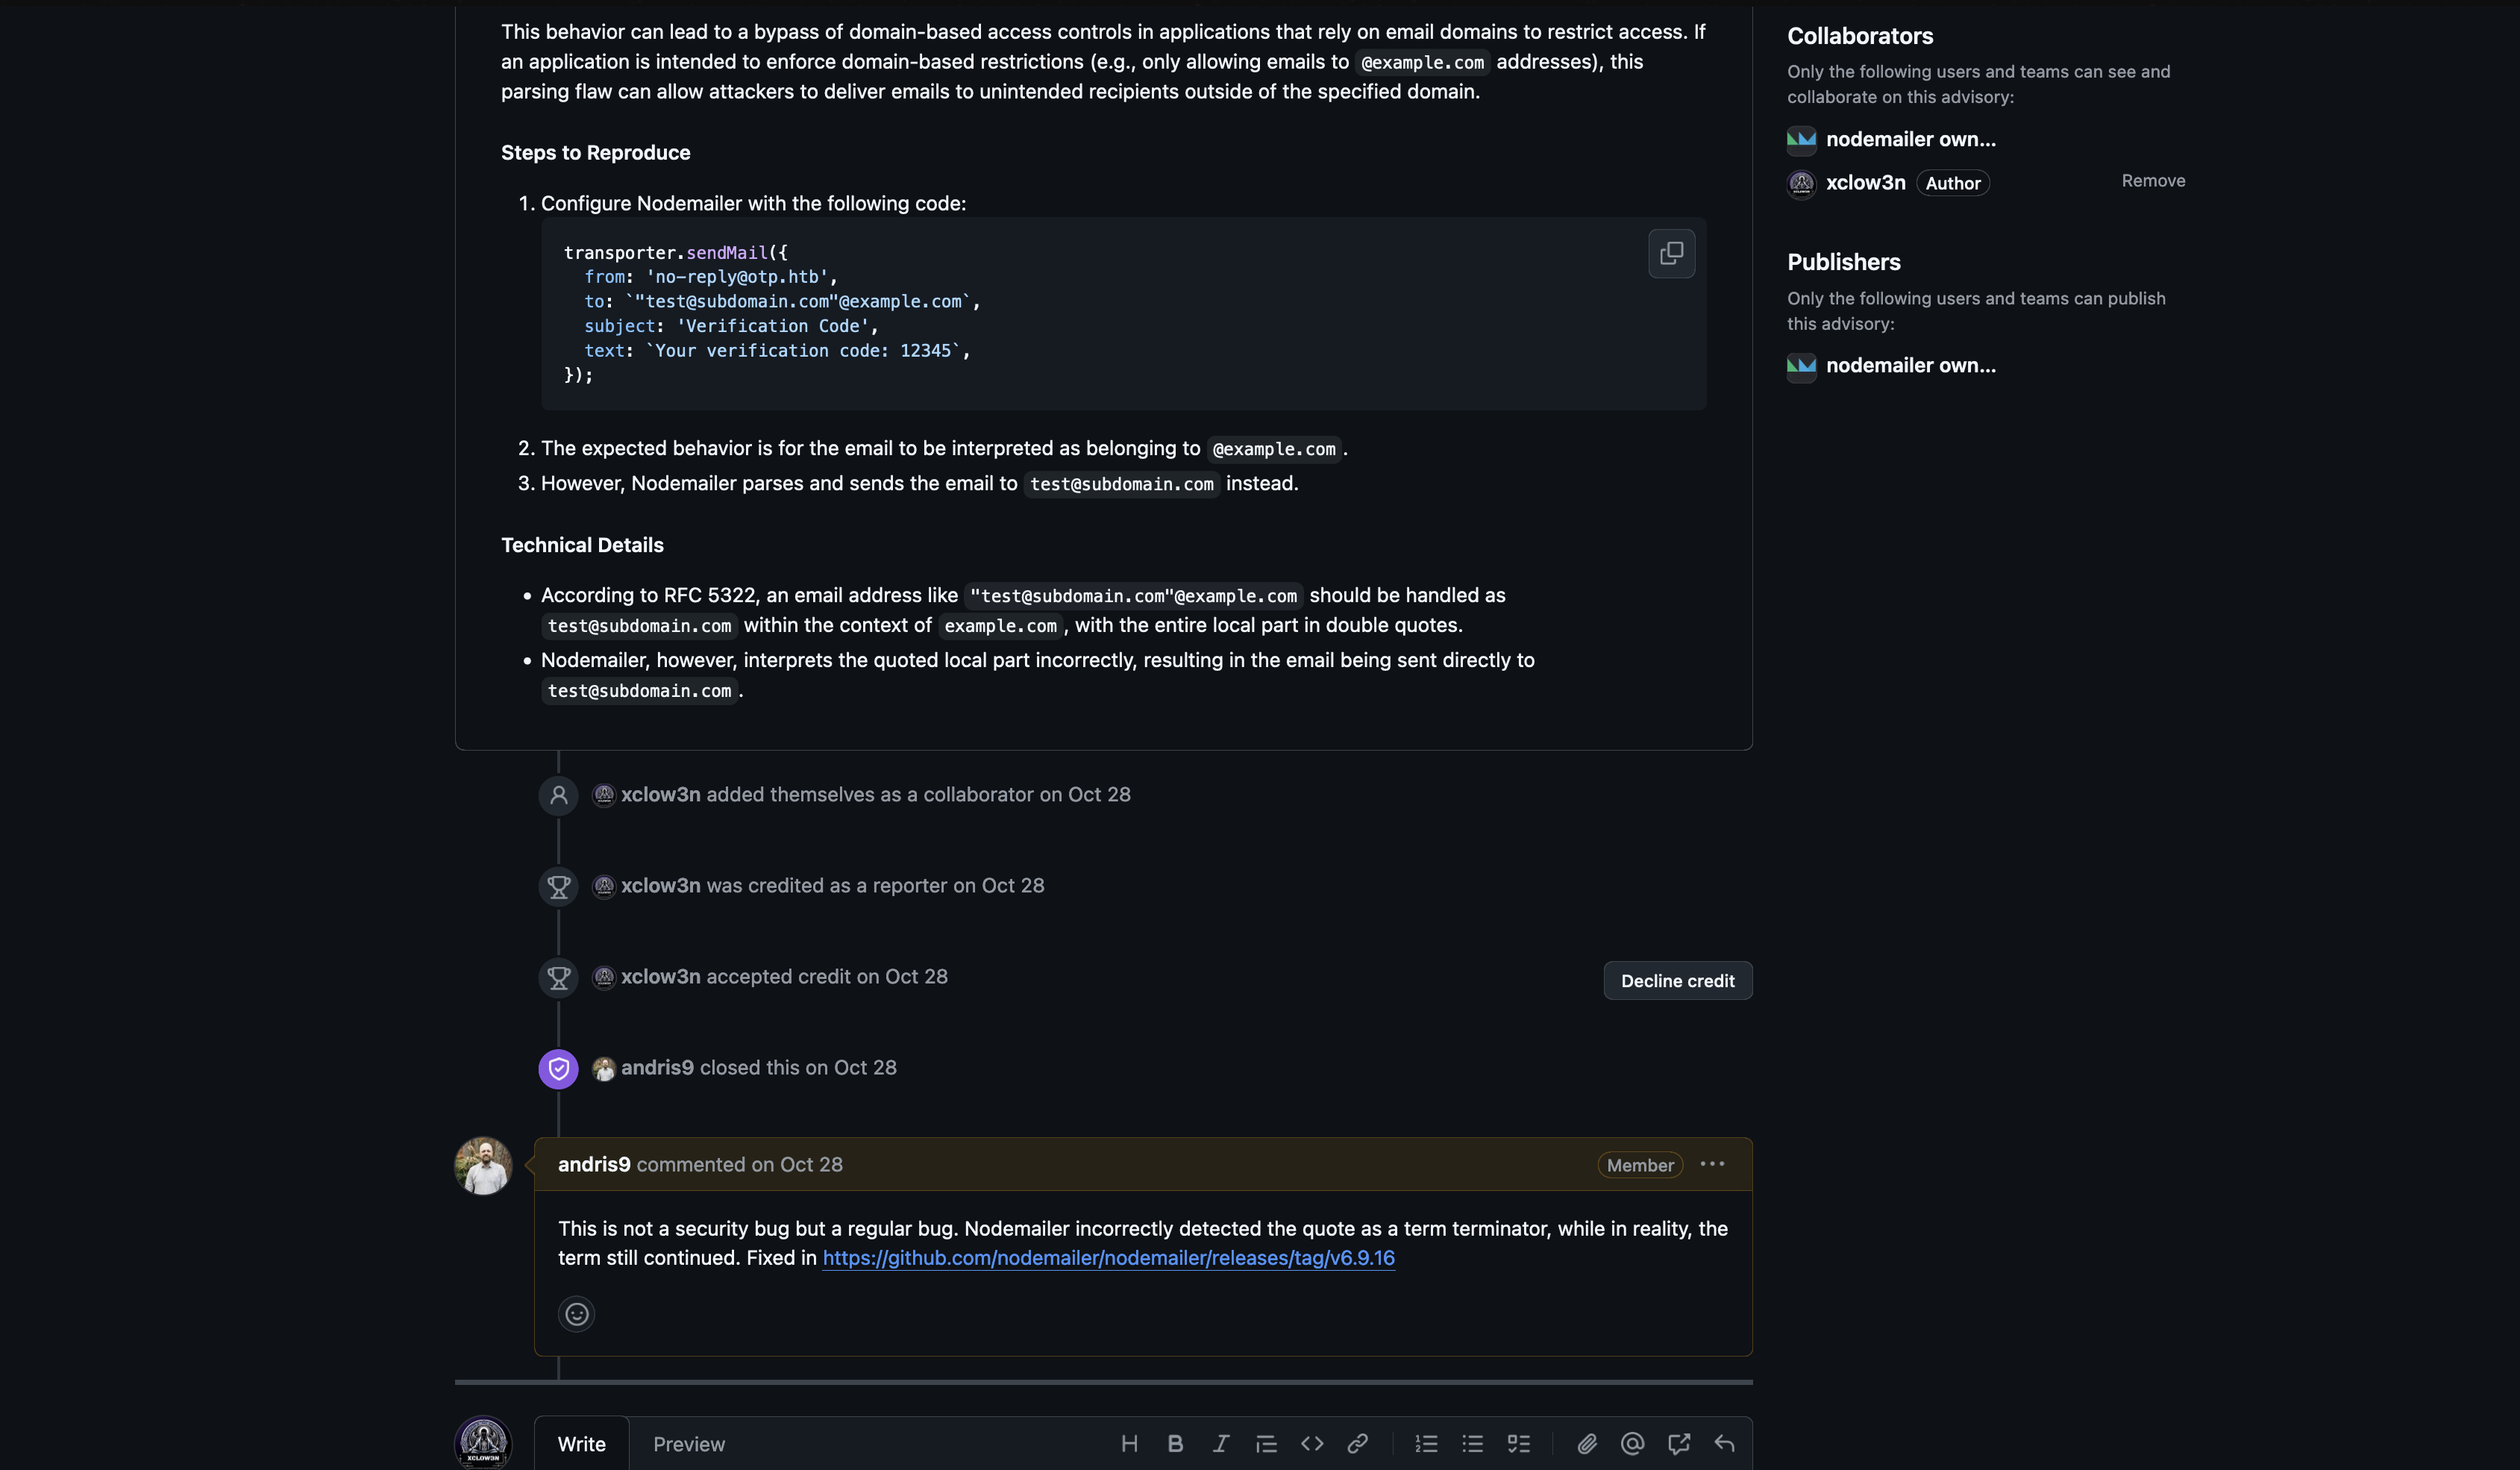 This behavior can lead to a bypass of domain-based access controls in applications that rely on email domains to restrict access. If
an application is intended to enforce domain-based restrictions (e.g., only allowing emails to @example.com addresses), this
parsing flaw can allow attackers to deliver emails to unintended recipients outside of the specified domain.
Steps to Reproduce
1. Configure Nodemailer with the following code:
transporter.sendMail({
  from: 'no-reply@otp.htb',
  to: `"test@subdomain.com"@example.com`,
  subject: 'Verification Code',
  text: `Your verification code: 12345`,
});
2. The expected behavior is for the email to be interpreted as belonging to @example.com.
3. However, Nodemailer parses and sends the email to test@subdomain.com instead.
Technical Details
• According to RFC 5322, an email address like "test@subdomain.com"@example.com should be handled as
test@subdomain.com within the context of example.com, with the entire local part in double quotes.
• Nodemailer, however, interprets the quoted local part incorrectly, resulting in the email being sent directly to
test@subdomain.com.
xclow3n added themselves as a collaborator on Oct 28
xclow3n was credited as a reporter on Oct 28
xclow3n accepted credit on Oct 28
Decline credit
andris9 closed this on Oct 28
andris9 commented on Oct 28
Member
This is not a security bug but a regular bug. Nodemailer incorrectly detected the quote as a term terminator, while in reality, the
term still continued. Fixed in https://github.com/nodemailer/nodemailer/releases/tag/v6.9.16
XCLOW3N
Write
Preview
Collaborators
Only the following users and teams can see and
collaborate on this advisory:
nodemailer own...
xclow3n Author
Remove
Publishers
Only the following users and teams can publish
this advisory:
nodemailer own...